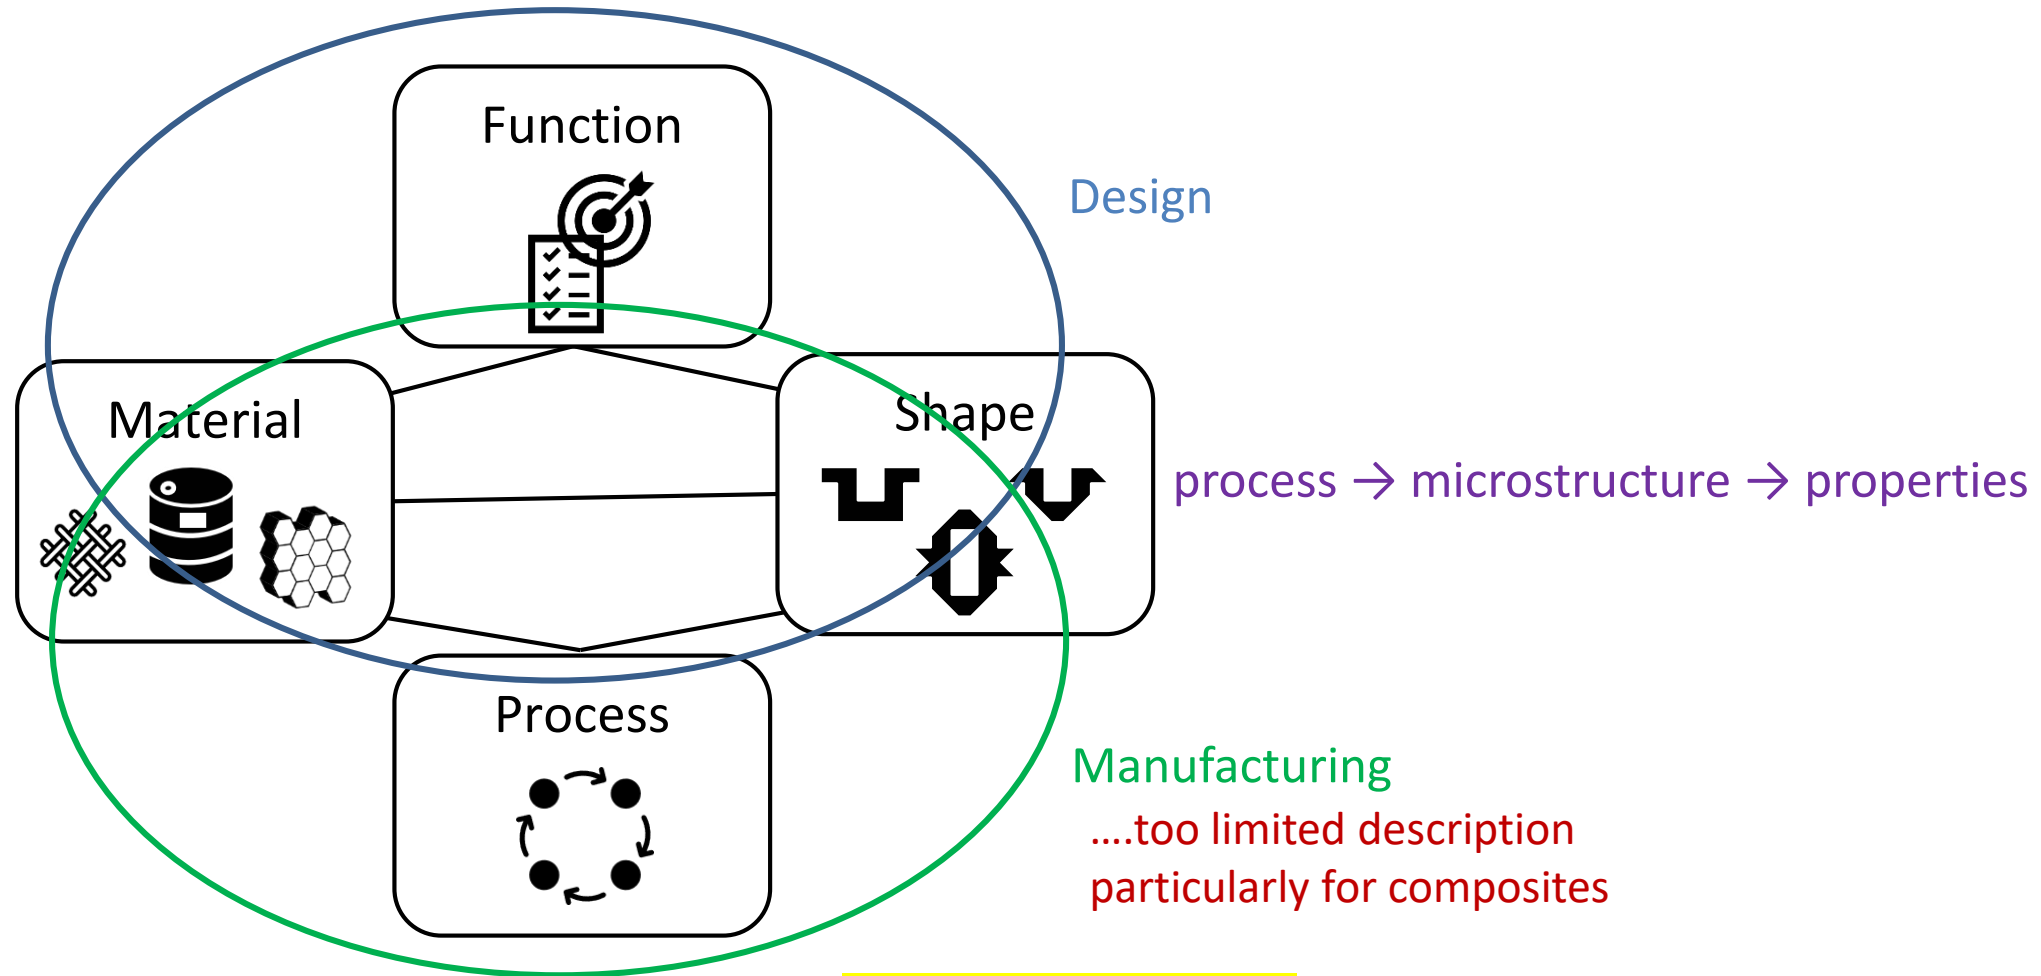 Function
Design
Material
Shape
process → microstructure → properties
Process
Manufacturing
....too limited description
particularly for composites